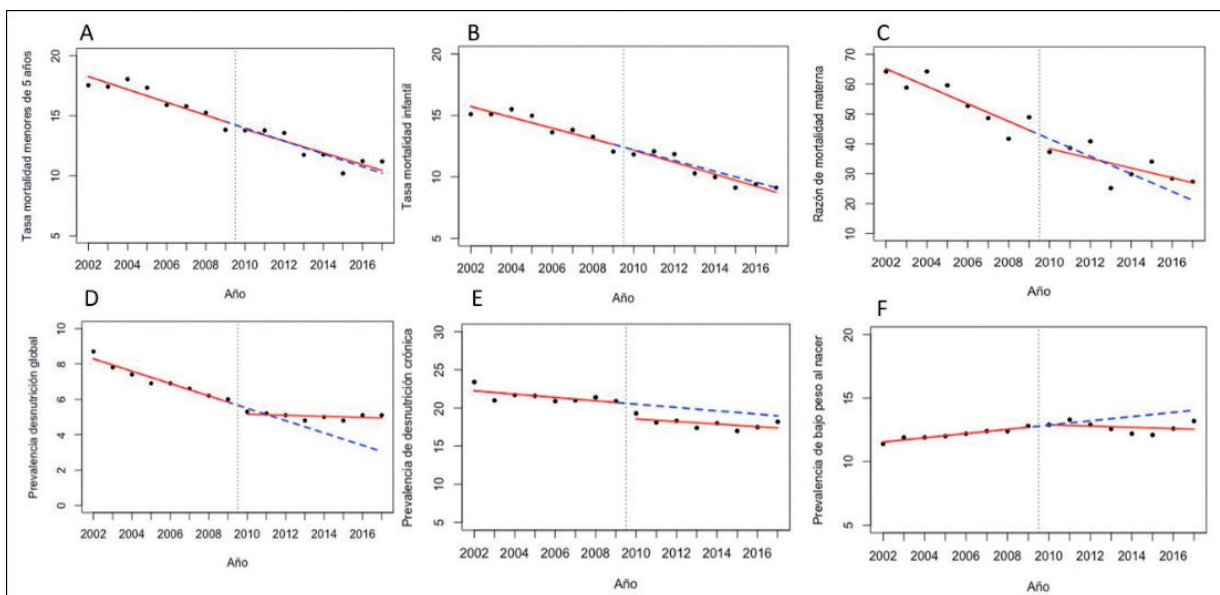 A
Tasa mortalidad menores de 5 años
20
15
10
5
2002 2004 2006 2008 2010 2012 2014 2016
Año
B
Tasa mortalidad infantil
20
15
10
5
2002 2004 2006 2008 2010 2012 2014 2016
Año
C
Razón de mortalidad materna
70
60
50
40
30
20
10
2002 2004 2006 2008 2010 2012 2014 2016
Año
D
Prevalencia desnutrición global
10
8
6
4
2
0
2002 2004 2006 2008 2010 2012 2014 2016
Año
E
Prevalencia de desnutrición crónica
30
25
20
15
10
5
2002 2004 2006 2008 2010 2012 2014 2016
Año
F
Prevalencia de bajo peso al nacer
20
15
10
5
2002 2004 2006 2008 2010 2012 2014 2016
Año